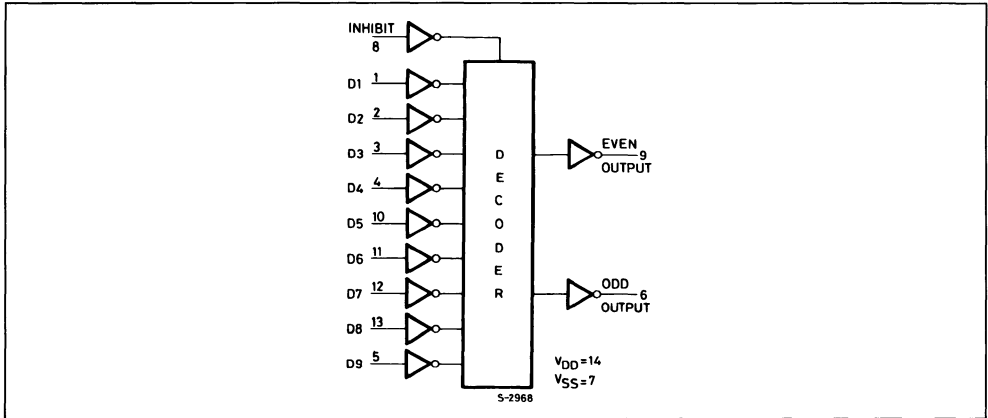 INHIBIT
8
D1 1
D2 2
D3 3
D4 4
D5 10
D6 11
D7 12
D8 13
D9 5
DECODER
EVEN
9
OUTPUT
ODD
6
OUTPUT
VDD=14
VSS=7
S-2968